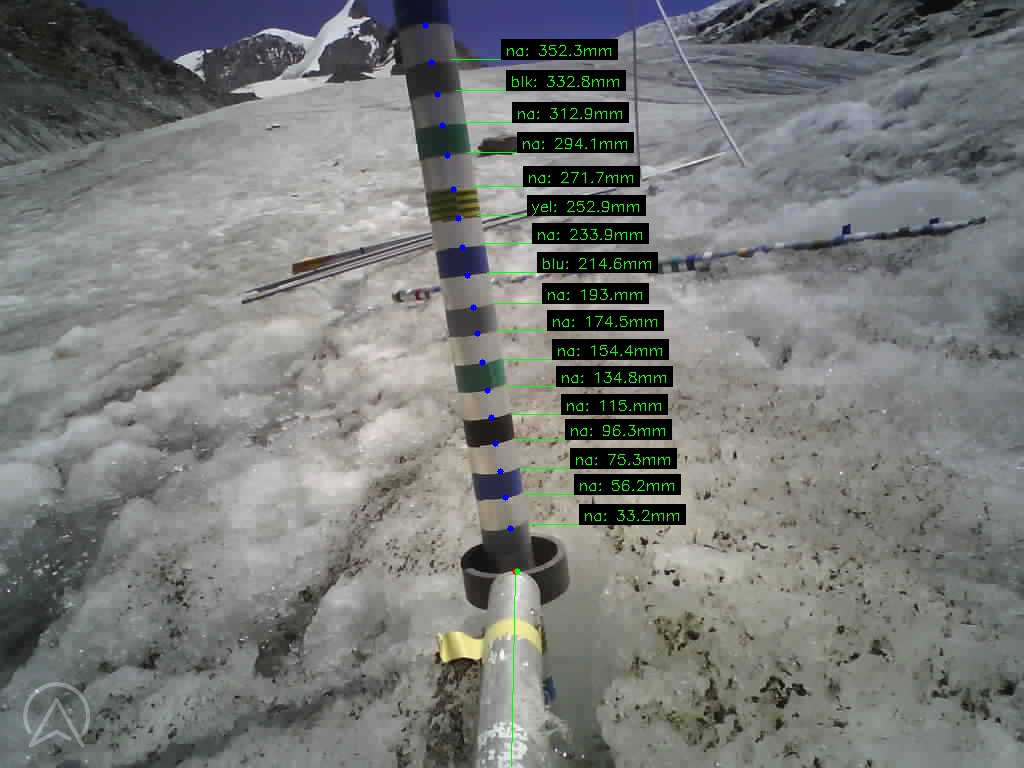 na: 352.3mm
blk: 332.8mm
na: 312.9mm
na: 294.1mm
na: 271.7mm
yel: 252.9mm
na: 233.9mm
blu: 214.6mm
na: 193.mm
na: 174.5mm
na: 154.4mm
na: 134.8mm
na: 115.mm
na: 96.3mm
na: 75.3mm
na: 56.2mm
na: 33.2mm